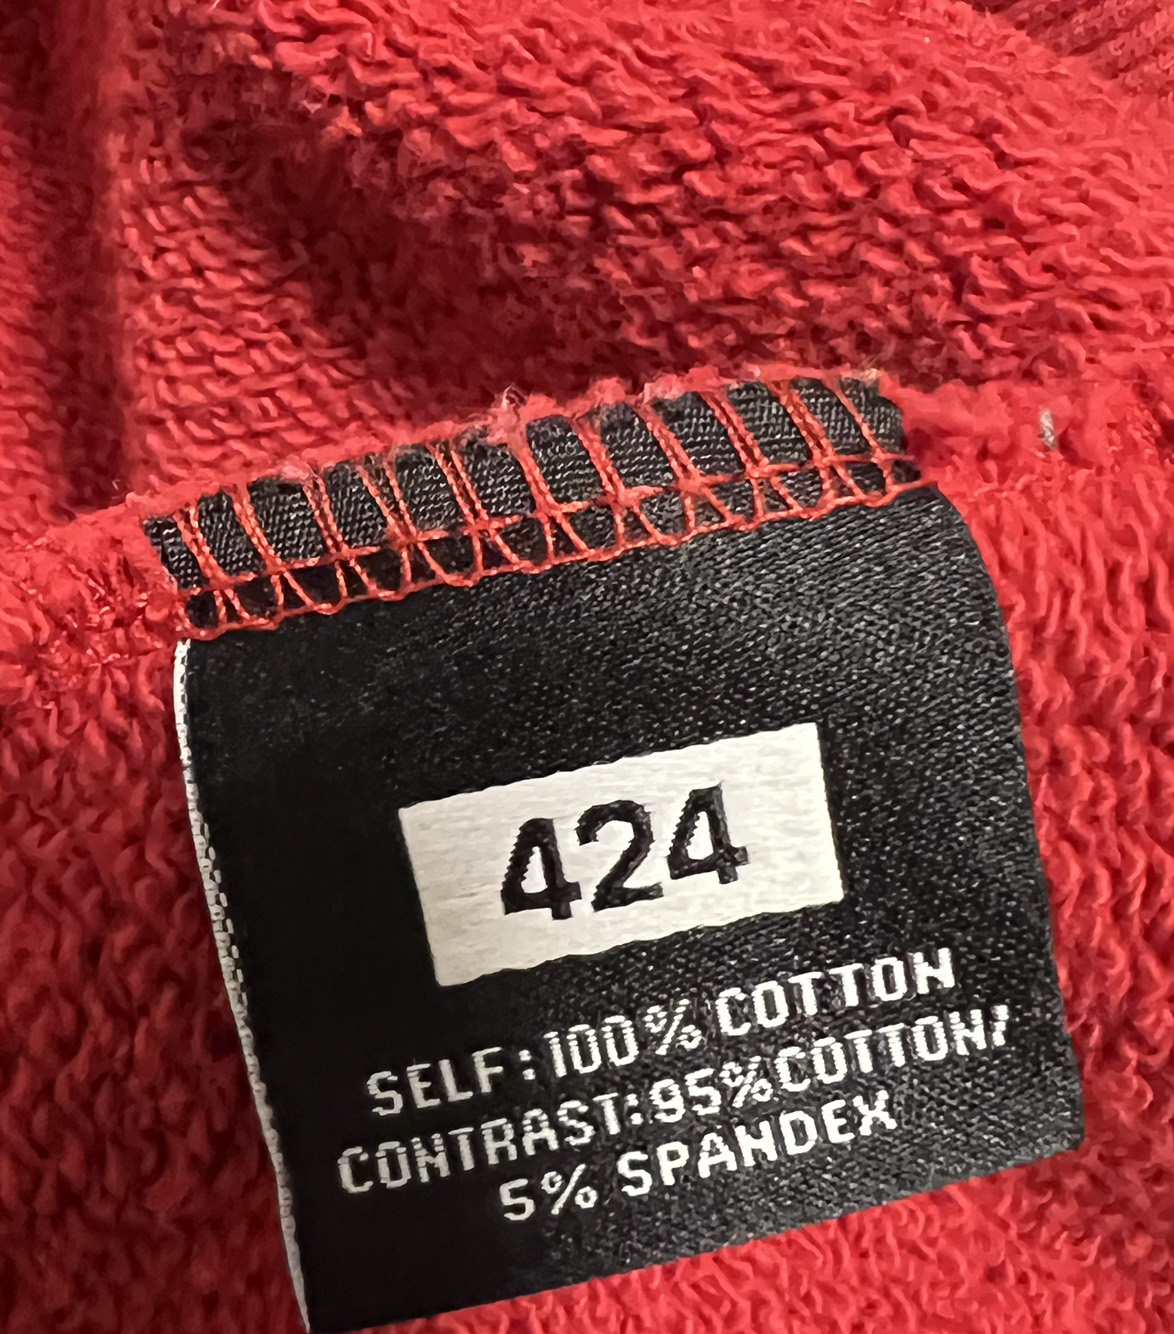 424
SELF:100% COTTON
CONTRAST:95%COTTON/
5% SPANDEX